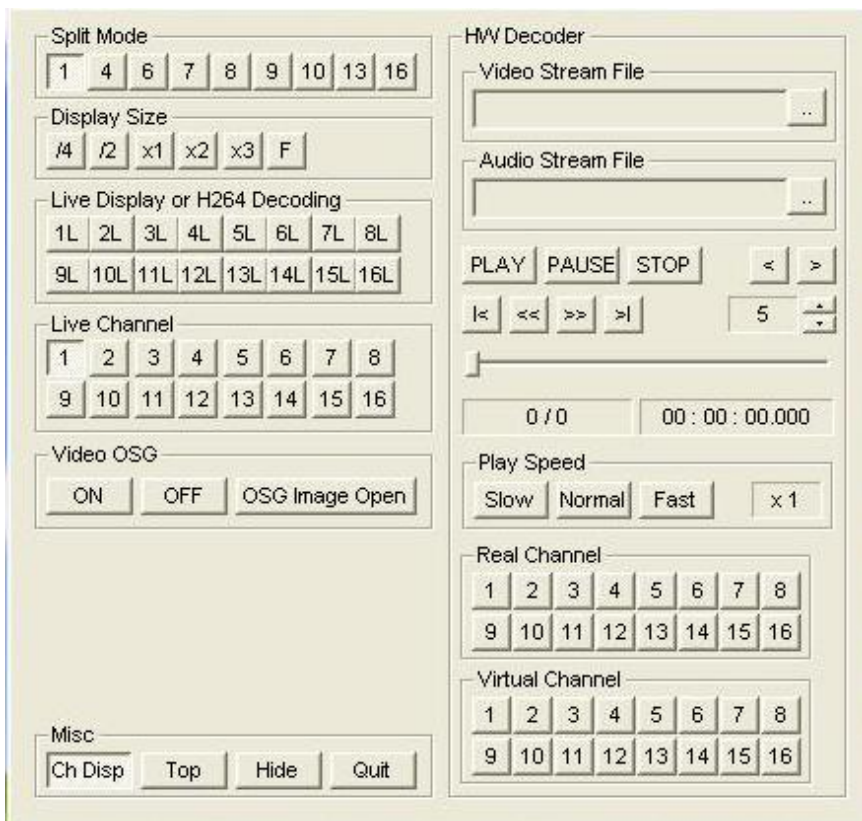 Split Mode
1 4 6 7 8 9 10 13 16
Display Size
/4 /2 x1 x2 x3 F
Live Display or H264 Decoding
1L 2L 3L 4L 5L 6L 7L 8L
9L 10L 11L 12L 13L 14L 15L 16L
Live Channel
1 2 3 4 5 6 7 8
9 10 11 12 13 14 15 16
Video OSG
ON OFF OSG Image Open
Misc
Ch Disp Top Hide Quit
HW Decoder
Video Stream File
..
Audio Stream File
..
PLAY PAUSE STOP < >
|< << >> >| 5
0 / 0 00 : 00 : 00.000
Play Speed
Slow Normal Fast x 1
Real Channel
1 2 3 4 5 6 7 8
9 10 11 12 13 14 15 16
Virtual Channel
1 2 3 4 5 6 7 8
9 10 11 12 13 14 15 16